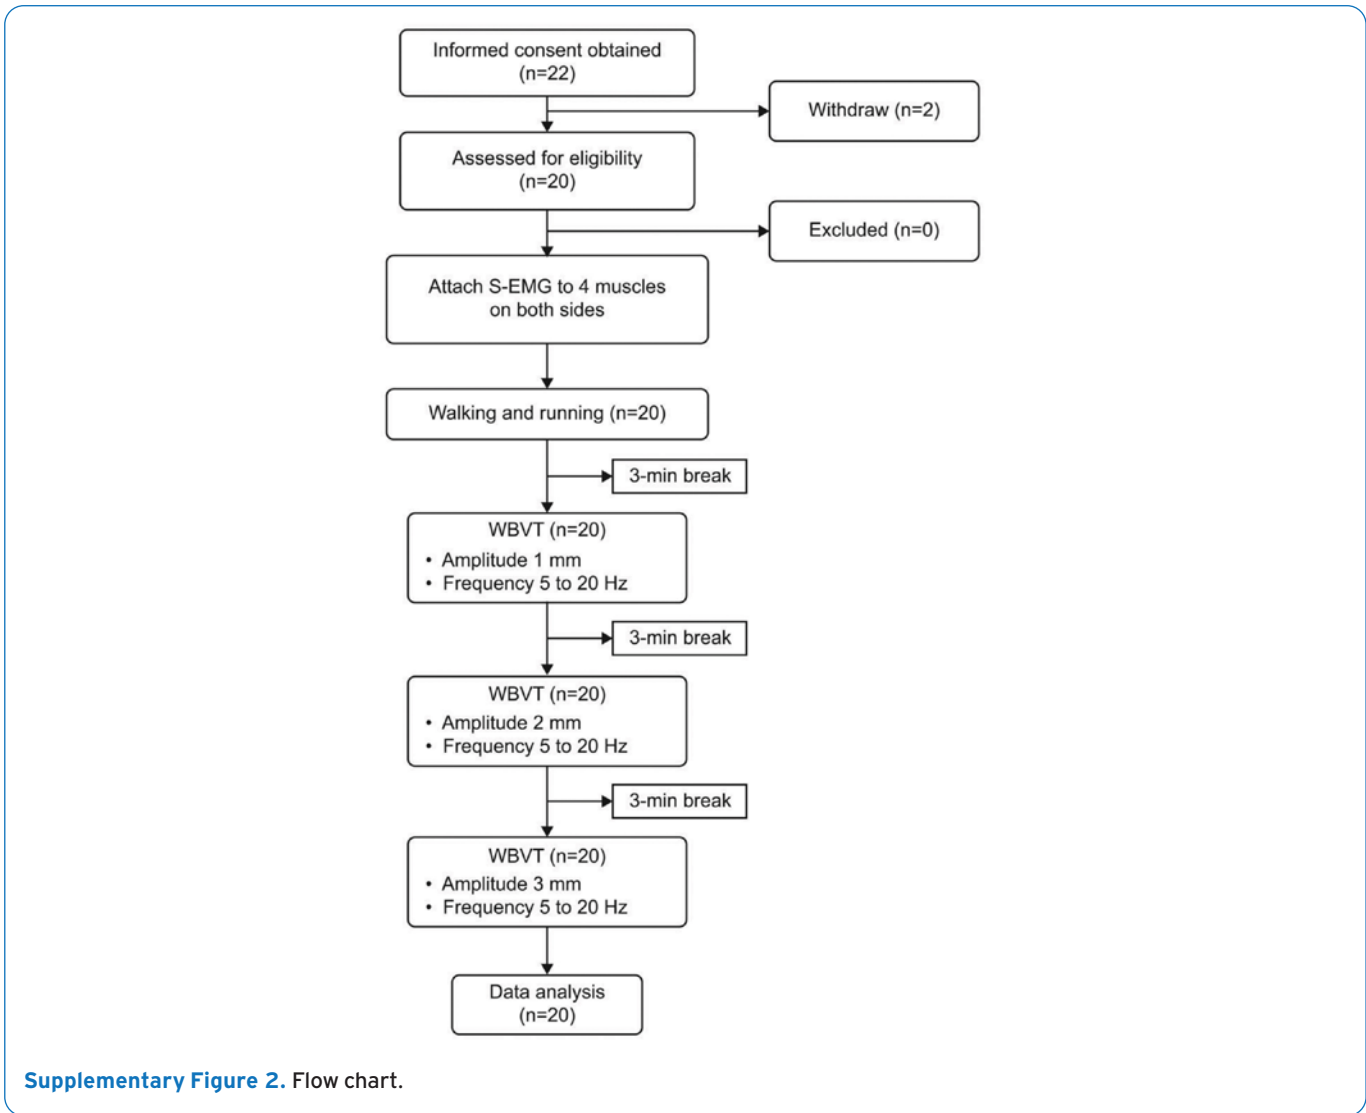 Informed consent obtained
(n=22)
Withdraw (n=2)
Assessed for eligibility
(n=20)
Excluded (n=0)
Attach S-EMG to 4 muscles
on both sides
Walking and running (n=20)
3-min break
WBVT (n=20)
• Amplitude 1 mm
• Frequency 5 to 20 Hz
3-min break
WBVT (n=20)
• Amplitude 2 mm
• Frequency 5 to 20 Hz
3-min break
WBVT (n=20)
• Amplitude 3 mm
• Frequency 5 to 20 Hz
Data analysis
(n=20)
Supplementary Figure 2. Flow chart.